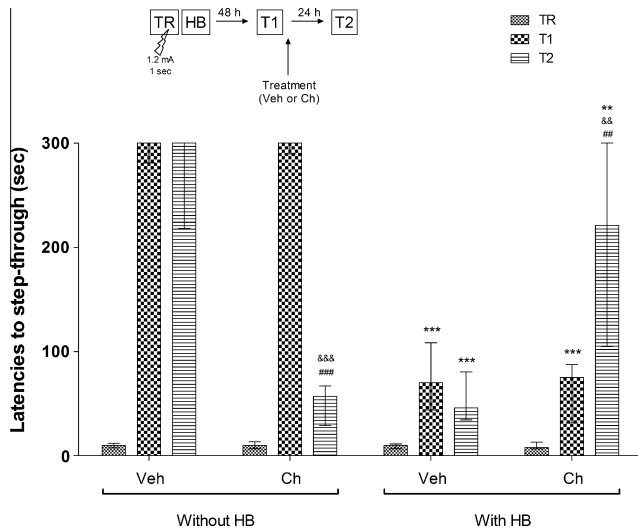 TR HB 48 h T1 24 h T2
1.2 mA
1 sec
Treatment
(Veh or Ch)
TR
T1
T2
Latencies to step-through (sec)
300
200
100
0
&&&
###
***
***
***
**
&&
##
Veh Ch Veh Ch
Without HB With HB